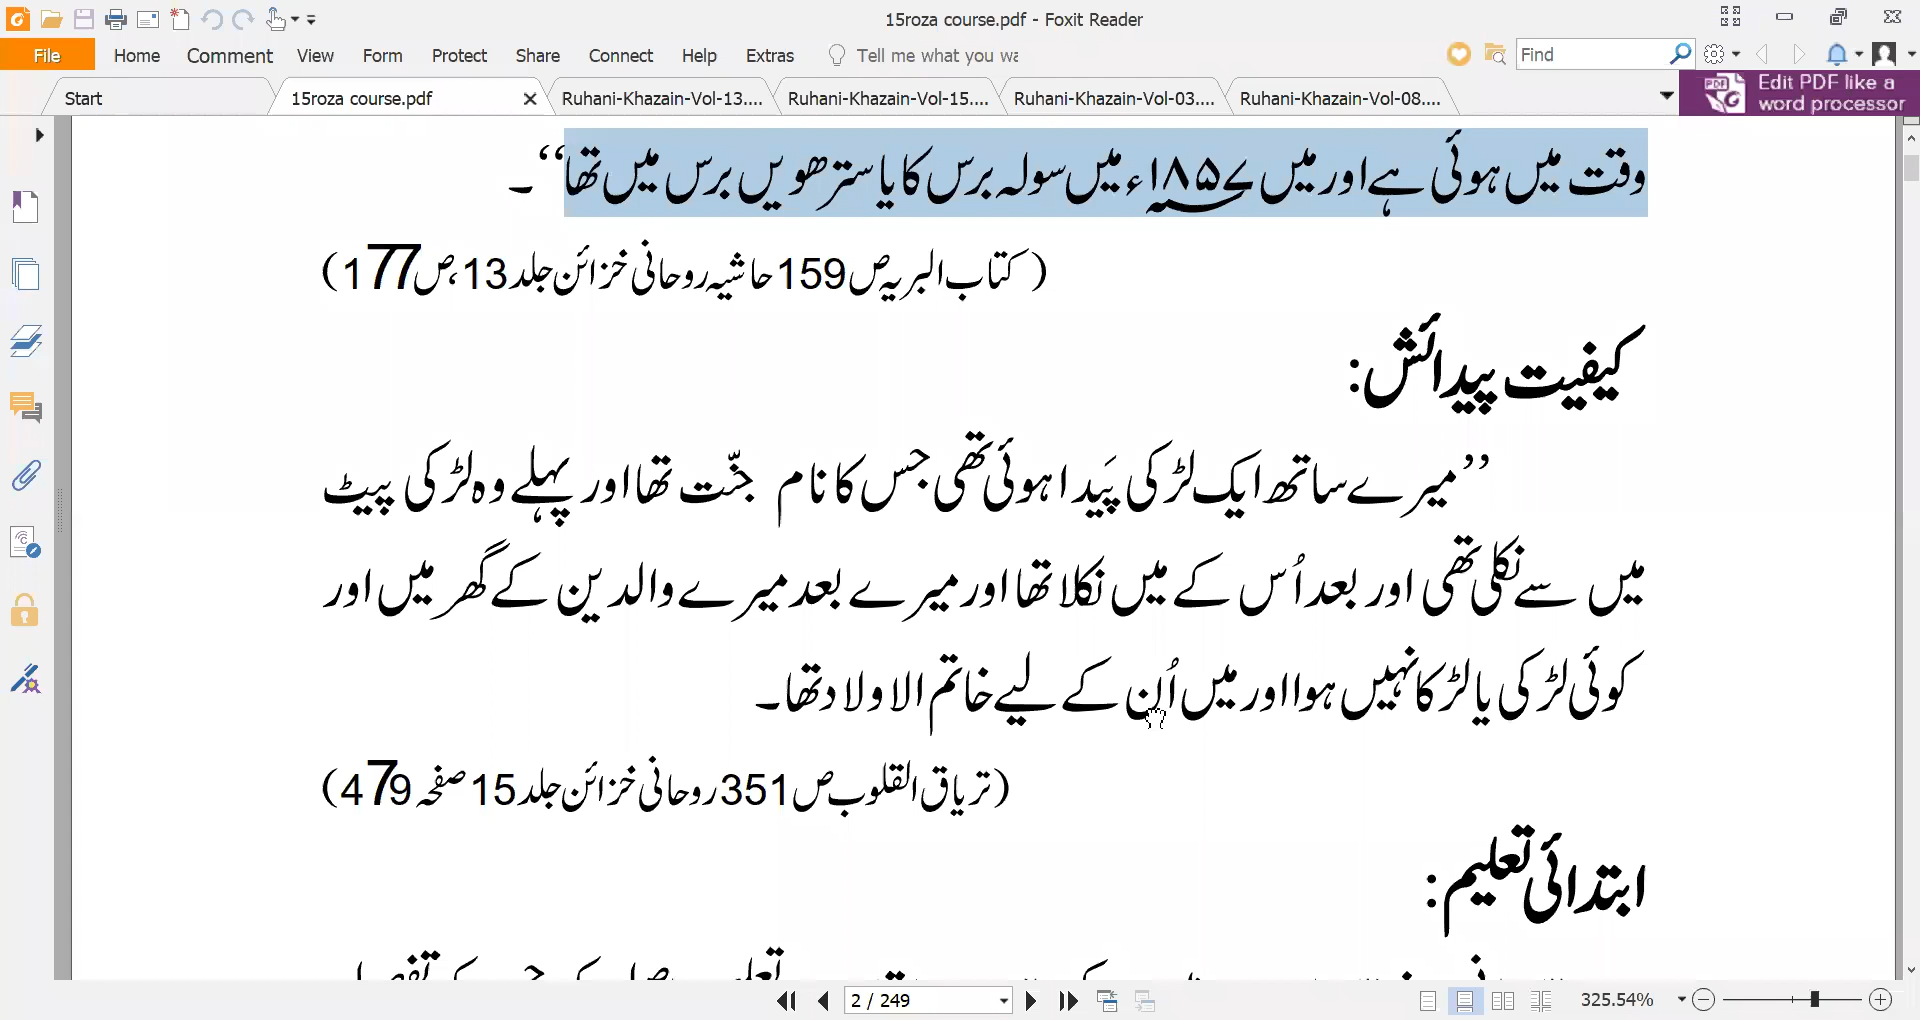 15roza course.pdf - Foxit Reader
File Home Comment View Form Protect Share Connect Help Extras Tell me what you wa Find
Start 15roza course.pdf Ruhani-Khazain-Vol-13.... Ruhani-Khazain-Vol-15.... Ruhani-Khazain-Vol-03.... Ruhani-Khazain-Vol-08....
Edit PDF like a
word processor
وقت میں ہوئی ہے اور میں ۱۸۵۷ء میں سولہ برس کا یا سترھویں برس میں تھا‘‘۔
(کتاب البریہ ص 159 حاشیہ روحانی خزائن جلد 13، ص 177)
کیفیت پیدائش:
’’میرے ساتھ ایک لڑکی پَیدا ہوئی تھی جس کا نام جنّت تھا اور پہلے وہ لڑکی پیٹ
میں سے نکلی تھی اور بعد اُس کے میں نکلا تھا اور میرے بعد میرے والدین کے گھر میں اور
کوئی لڑکی یا لڑکا نہیں ہوا اور میں اُن کے لیے خاتم الاولاد تھا۔
(تریاق القلوب ص 351 روحانی خزائن جلد 15 صفحہ 479)
ابتدائی تعلیم:
2 / 249 325.54%